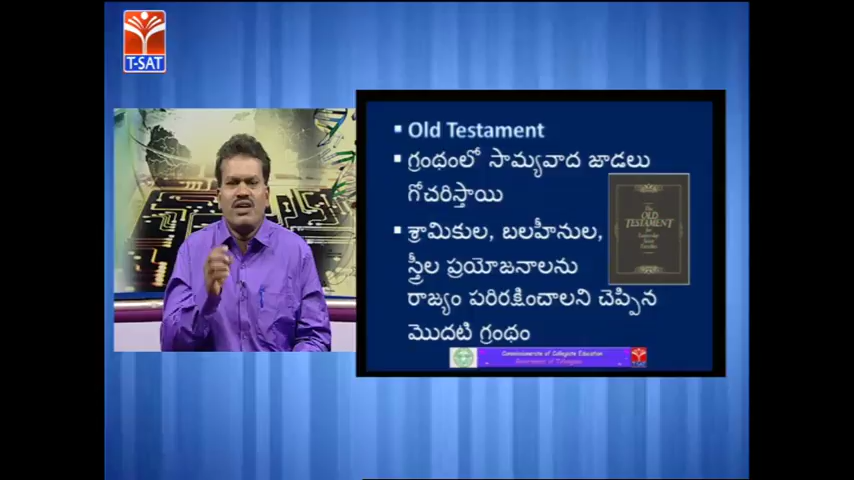 T-SAT
▪ Old Testament
▪ గ్రంథంలో సామ్యవాద జాడలు
గోచరిస్తాయి
▪ శ్రామికుల, బలహీనుల,
స్త్రీల ప్రయోజనాలను
రాజ్యం పరిరక్షించాలని చెప్పిన
మొదటి గ్రంథం
The
OLD
TESTAMENT
Commissionerate of Collegiate Education
Government of Telangana